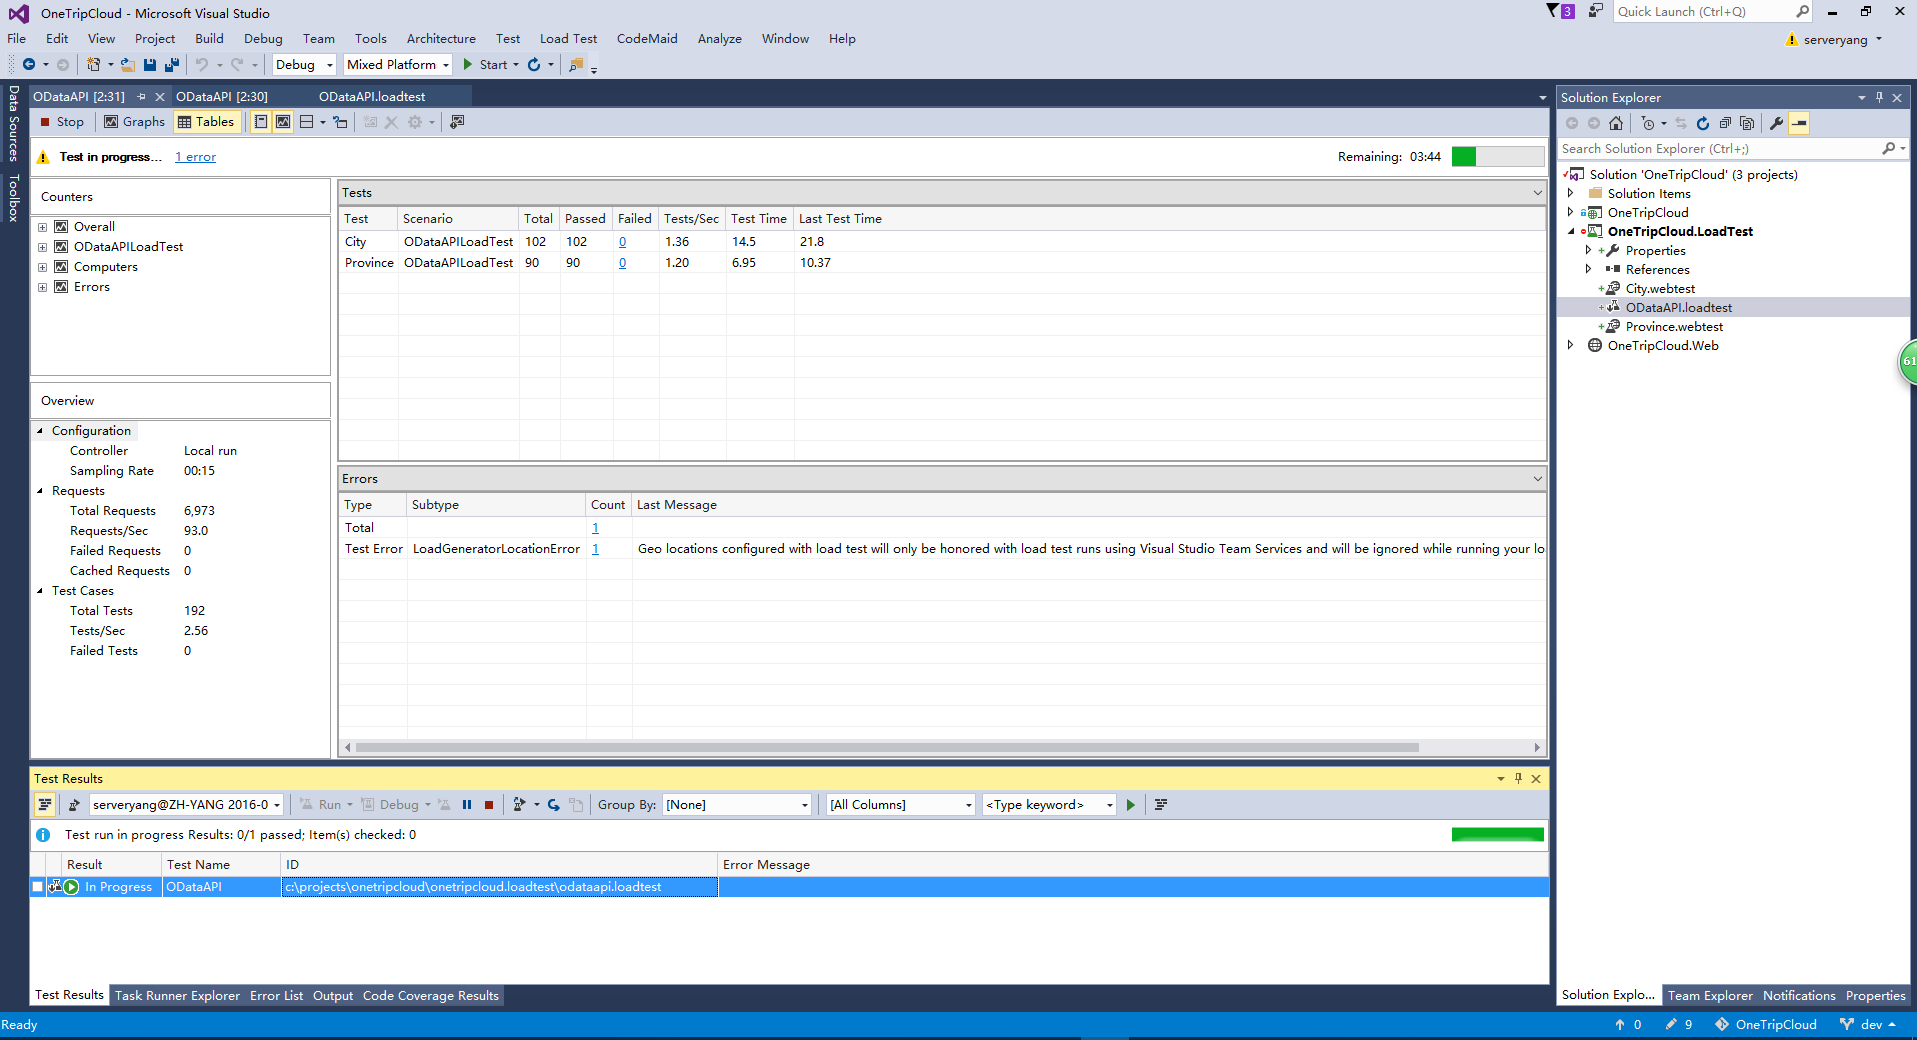 OneTripCloud - Microsoft Visual Studio
3
Quick Launch (Ctrl+Q)
File Edit View Project Build Debug Team Tools Architecture Test Load Test CodeMaid Analyze Window Help
serveryang
Debug Mixed Platform Start
Data Sources
Toolbox
ODataAPI [2:31] ODataAPI [2:30] ODataAPI.loadtest
Stop Graphs Tables
Test in progress... 1 error
Remaining: 03:44
Counters
Overall
ODataAPILoadTest
Computers
Errors
Overview
Configuration
Controller Local run
Sampling Rate 00:15
Requests
Total Requests 6,973
Requests/Sec 93.0
Failed Requests 0
Cached Requests 0
Test Cases
Total Tests 192
Tests/Sec 2.56
Failed Tests 0
Tests
Test Scenario Total Passed Failed Tests/Sec Test Time Last Test Time
City ODataAPILoadTest 102 102 0 1.36 14.5 21.8
Province ODataAPILoadTest 90 90 0 1.20 6.95 10.37
Errors
Type Subtype Count Last Message
Total 1
Test Error LoadGeneratorLocationError 1 Geo locations configured with load test will only be honored with load test runs using Visual Studio Team Services and will be ignored while running your lo
Test Results
serveryang@ZH-YANG 2016-0 Run Debug Group By: [None] [All Columns] <Type keyword>
Test run in progress Results: 0/1 passed; Item(s) checked: 0
Result Test Name ID Error Message
In Progress ODataAPI c:\projects\onetripcloud\onetripcloud.loadtest\odataapi.loadtest
Test Results Task Runner Explorer Error List Output Code Coverage Results
Solution Explorer
Search Solution Explorer (Ctrl+;)
Solution 'OneTripCloud' (3 projects)
Solution Items
OneTripCloud
OneTripCloud.LoadTest
Properties
References
City.webtest
ODataAPI.loadtest
Province.webtest
OneTripCloud.Web
61
Solution Explo... Team Explorer Notifications Properties
Ready
0 9 OneTripCloud dev